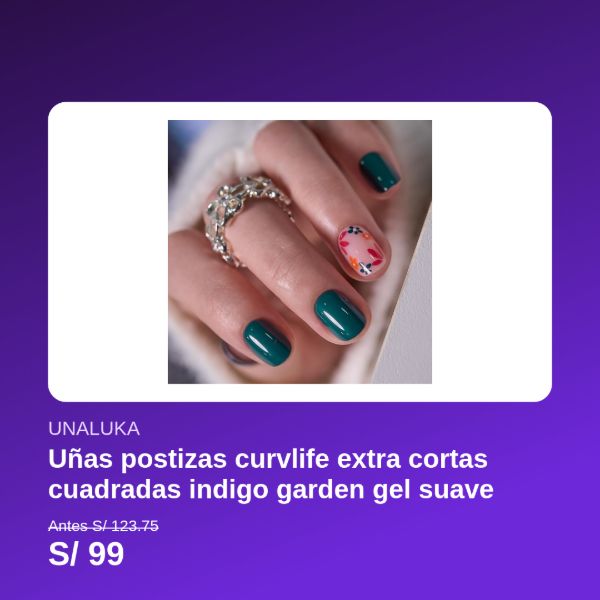 UNALUKA
Uñas postizas curvlife extra cortas
cuadradas indigo garden gel suave
Antes S/ 123.75
S/ 99